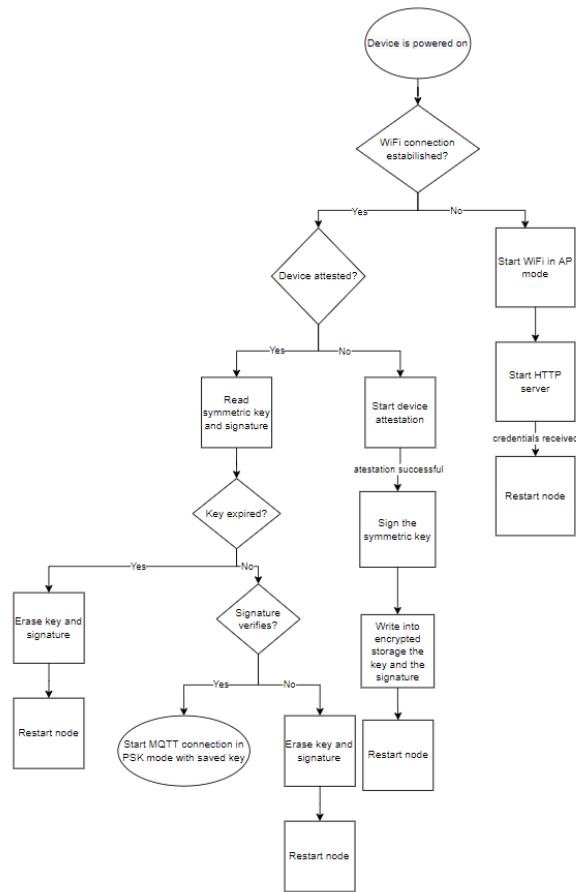 Device is powered on
WiFi connection
estabilished?
Yes
No
Device attested?
Start WiFi in AP
mode
Yes
No
Start HTTP
server
Read
symmetric key
and signature
Start device
attestation
credentials received
atestation successful
Restart node
Key expired?
Sign the
symmetric key
Yes
No
Erase key and
signature
Signature
verifies?
Write into
encrypted
storage the
key and the
signature
Yes
No
Restart node
Start MQTT connection in
PSK mode with saved key
Erase key and
signature
Restart node
Restart node